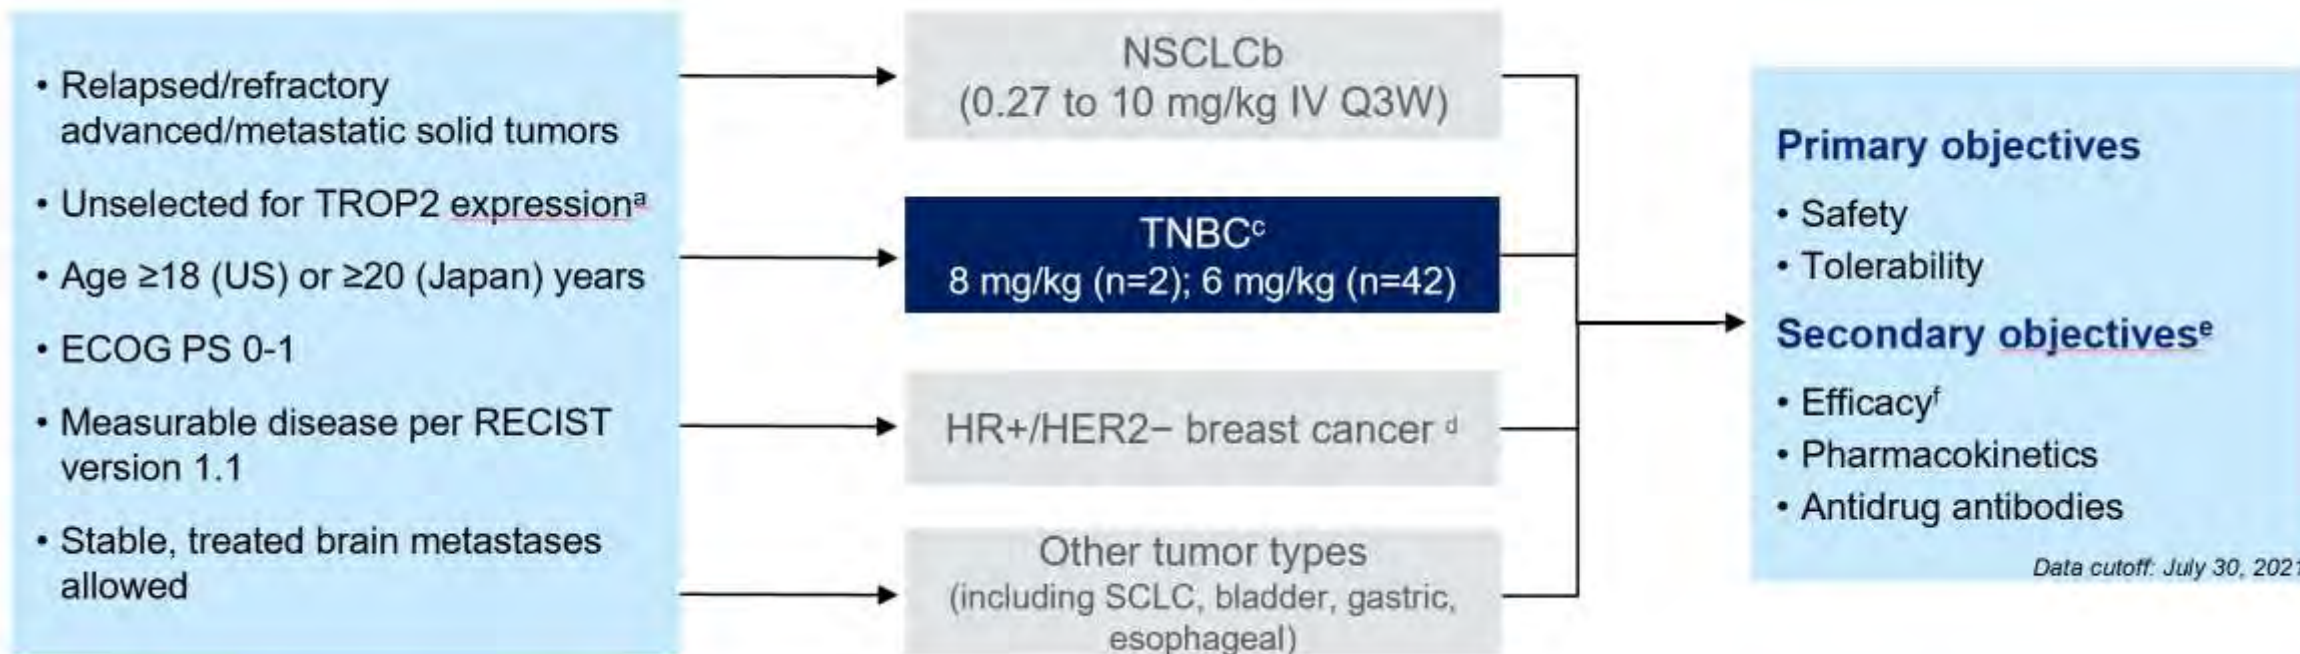 • Relapsed/refractory
advanced/metastatic solid tumors
• Unselected for TROP2 expressionᵃ
• Age ≥18 (US) or ≥20 (Japan) years
• ECOG PS 0-1
• Measurable disease per RECIST
version 1.1
• Stable, treated brain metastases
allowed
NSCLCb
(0.27 to 10 mg/kg IV Q3W)
TNBCᶜ
8 mg/kg (n=2); 6 mg/kg (n=42)
HR+/HER2− breast cancer ᵈ
Other tumor types
(including SCLC, bladder, gastric,
esophageal)
Primary objectives
• Safety
• Tolerability
Secondary objectivesᵉ
• Efficacyᶠ
• Pharmacokinetics
• Antidrug antibodies
Data cutoff: July 30, 2021